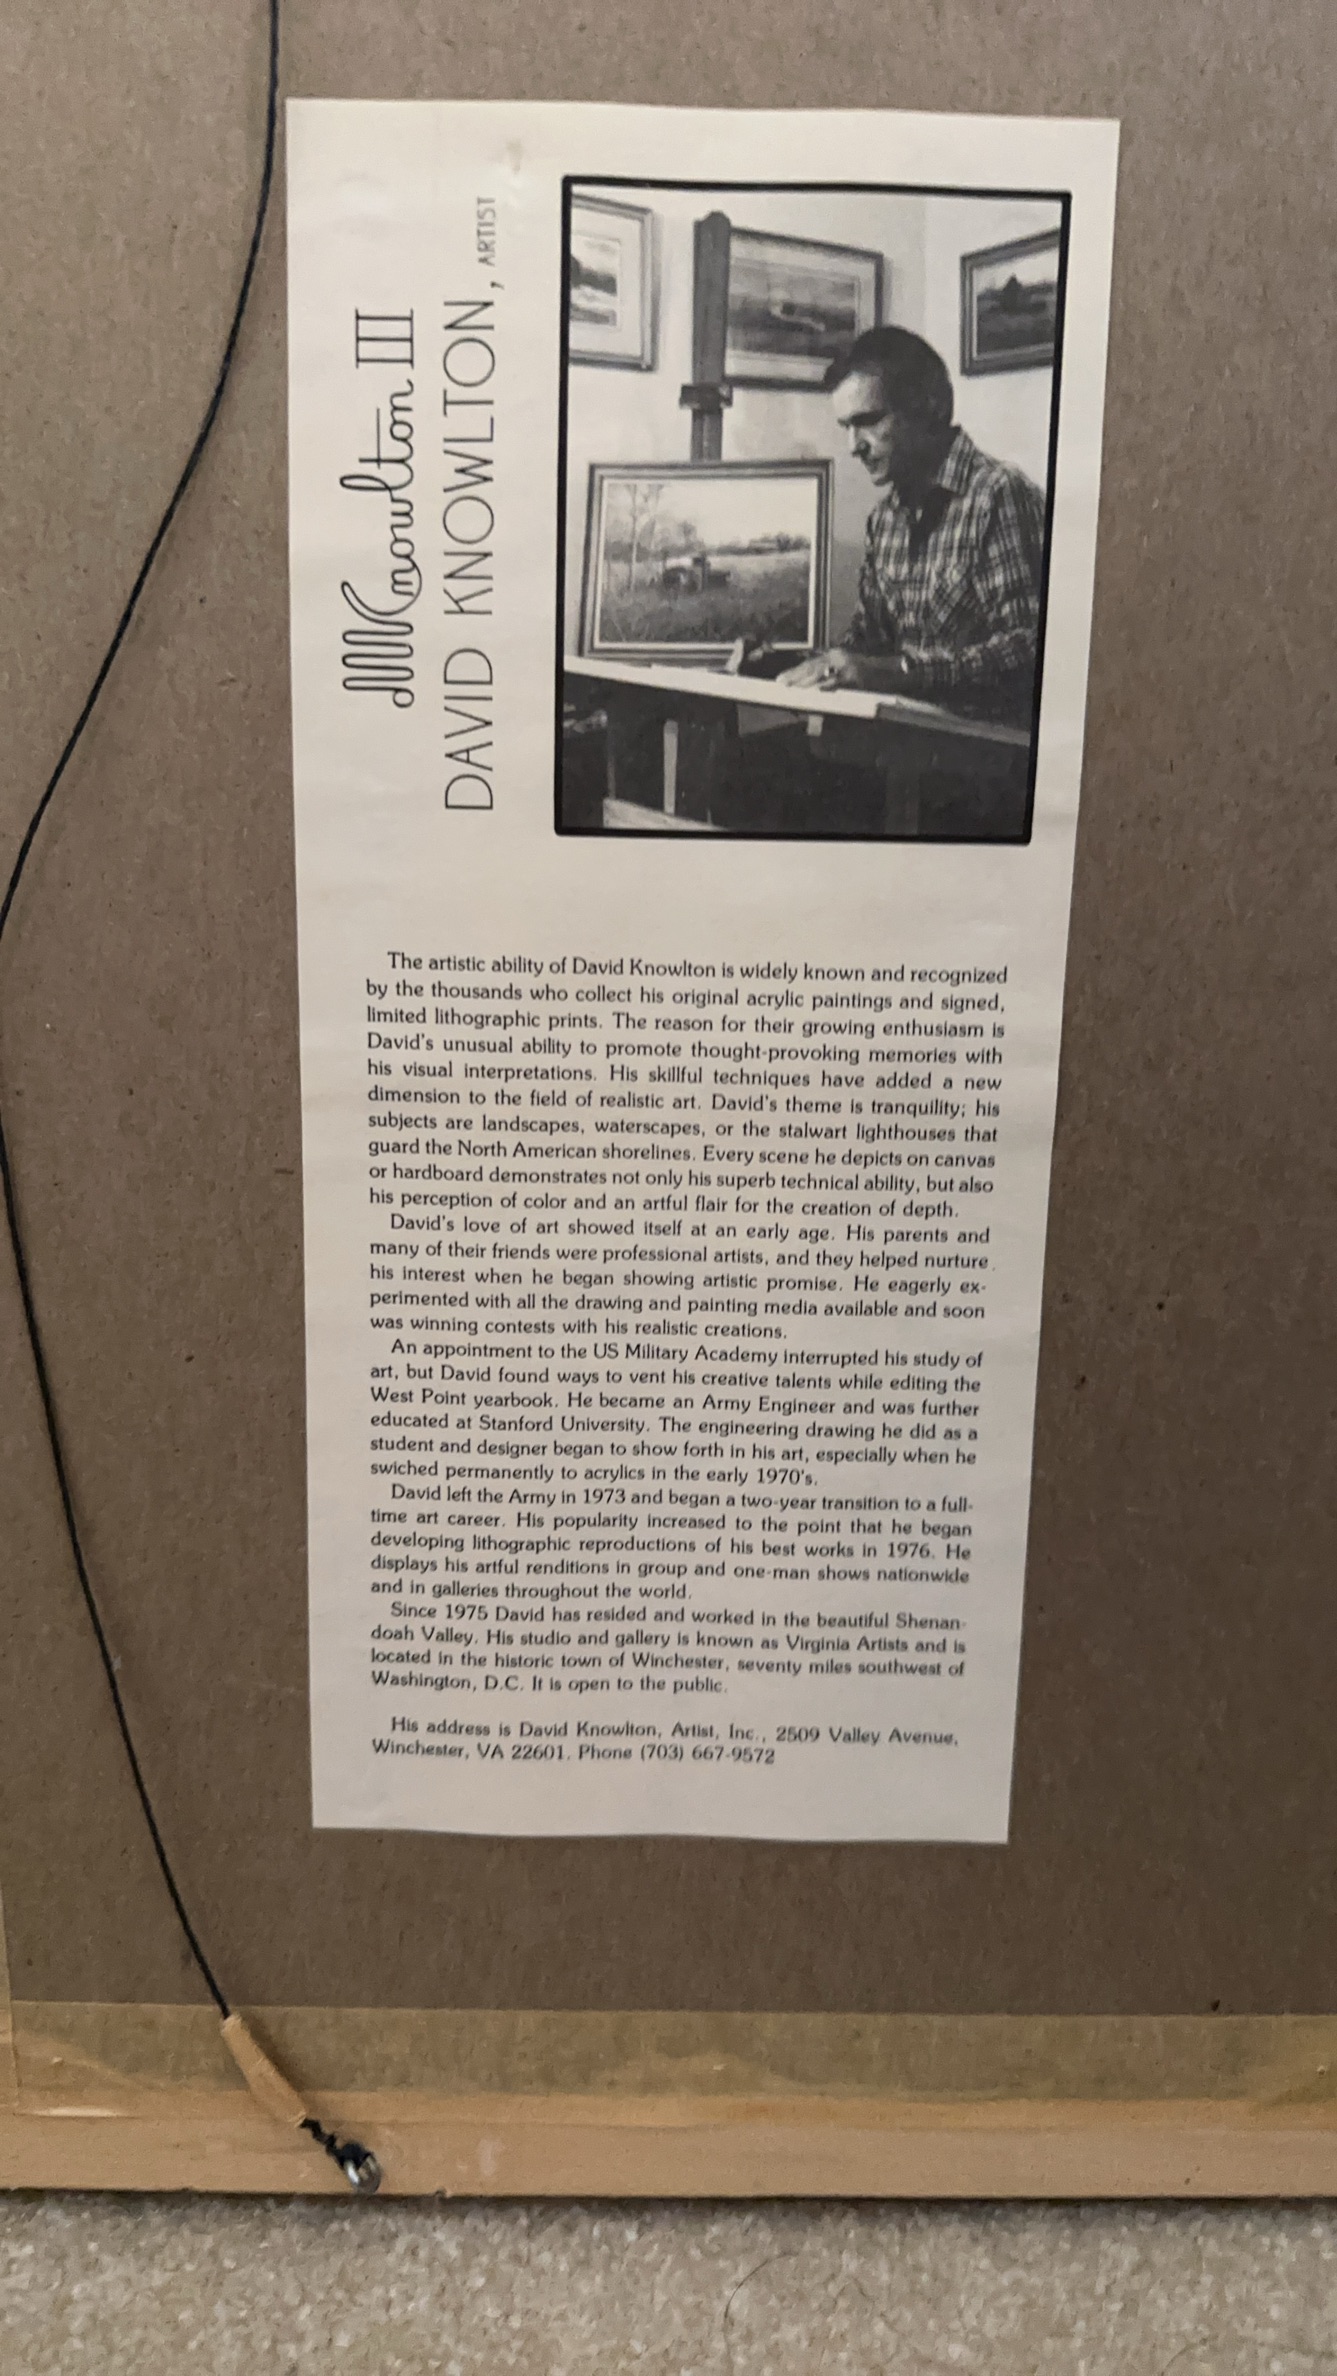 Knowlton III
DAVID KNOWLTON, ARTIST
The artistic ability of David Knowlton is widely known and recognized
by the thousands who collect his original acrylic paintings and signed,
limited lithographic prints. The reason for their growing enthusiasm is
David's unusual ability to promote thought-provoking memories with
his visual interpretations. His skillful techniques have added a new
dimension to the field of realistic art. David's theme is tranquility; his
subjects are landscapes, waterscapes, or the stalwart lighthouses that
guard the North American shorelines. Every scene he depicts on canvas
or hardboard demonstrates not only his superb technical ability, but also
his perception of color and an artful flair for the creation of depth.
David's love of art showed itself at an early age. His parents and
many of their friends were professional artists, and they helped nurture
his interest when he began showing artistic promise. He eagerly ex-
perimented with all the drawing and painting media available and soon
was winning contests with his realistic creations.
An appointment to the US Military Academy interrupted his study of
art, but David found ways to vent his creative talents while editing the
West Point yearbook. He became an Army Engineer and was further
educated at Stanford University. The engineering drawing he did as a
student and designer began to show forth in his art, especially when he
swiched permanently to acrylics in the early 1970's.
David left the Army in 1973 and began a two-year transition to a full-
time art career. His popularity increased to the point that he began
developing lithographic reproductions of his best works in 1976. He
displays his artful renditions in group and one-man shows nationwide
and in galleries throughout the world.
Since 1975 David has resided and worked in the beautiful Shenan-
doah Valley. His studio and gallery is known as Virginia Artists and is
located in the historic town of Winchester, seventy miles southwest of
Washington, D.C. It is open to the public.
His address is David Knowlton, Artist, Inc., 2509 Valley Avenue,
Winchester, VA 22601. Phone (703) 667-9572